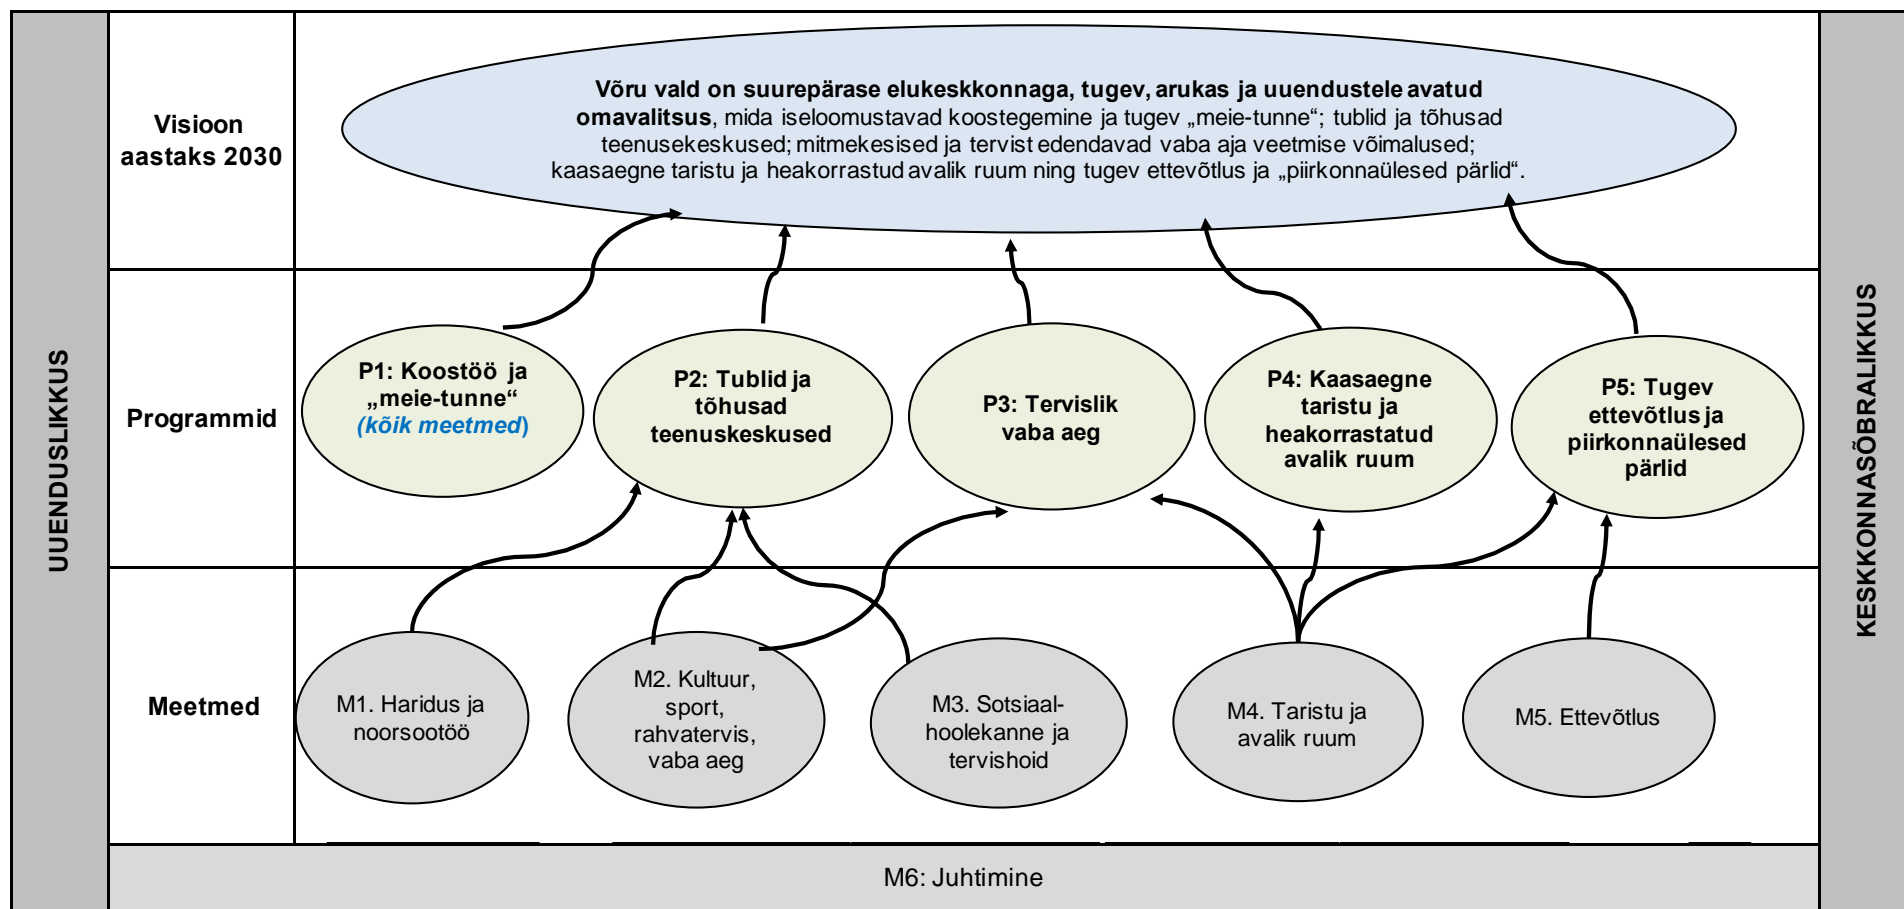 UUENDUSLIKKUS
Visioon
aastaks 2030
Võru vald on suurepärase elukeskkonnaga, tugev, arukas ja uuendustele avatud
omavalitsus, mida iseloomustavad koostegemine ja tugev „meie-tunne“; tublid ja tõhusad
teenusekeskused; mitmekesised ja tervist edendavad vaba aja veetmise võimalused;
kaasaegne taristu ja heakorrastud avalik ruum ning tugev ettevõtlus ja „piirkonnaülesed pärlid“.
Programmid
P1: Koostöö ja
„meie-tunne“
(kõik meetmed)
P2: Tublid ja
tõhusad
teenuskeskused
P3: Tervislik
vaba aeg
P4: Kaasaegne
taristu ja
heakorrastatud
avalik ruum
P5: Tugev
ettevõtlus ja
piirkonnaülesed
pärlid
Meetmed
M1. Haridus ja
noorsootöö
M2. Kultuur,
sport,
rahvatervis,
vaba aeg
M3. Sotsiaal-
hoolekanne ja
tervishoid
M4. Taristu ja
avalik ruum
M5. Ettevõtlus
M6: Juhtimine
KESKKONNASÕBRALIKKUS